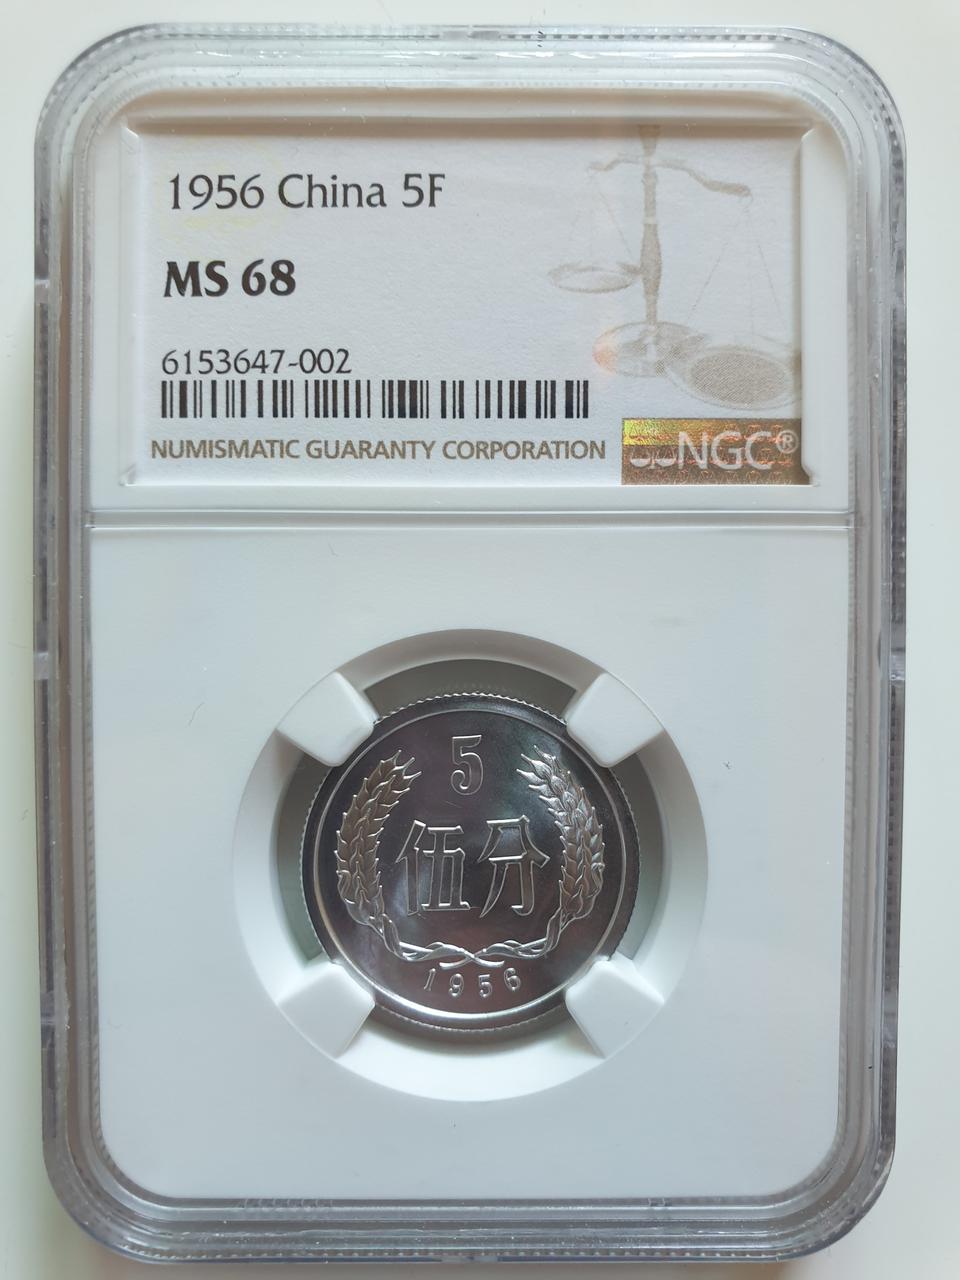 1956 China 5F
MS 68
6153647-002
NUMISMATIC GUARANTY CORPORATION
NGC®
5
伍分
1956